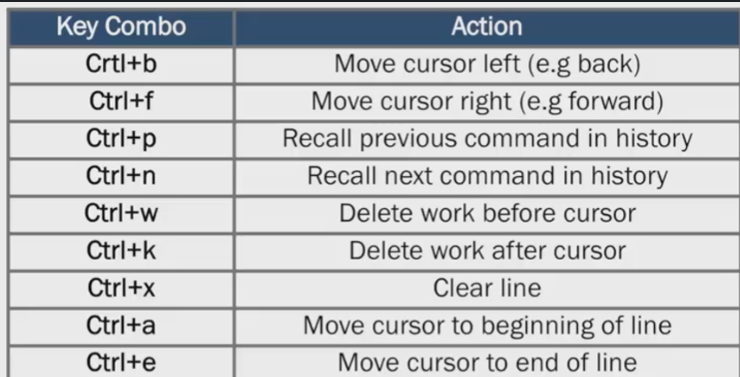 Key Combo Action
Crtl+b Move cursor left (e.g back)
Ctrl+f Move cursor right (e.g forward)
Ctrl+p Recall previous command in history
Ctrl+n Recall next command in history
Ctrl+w Delete work before cursor
Ctrl+k Delete work after cursor
Ctrl+x Clear line
Ctrl+a Move cursor to beginning of line
Ctrl+e Move cursor to end of line